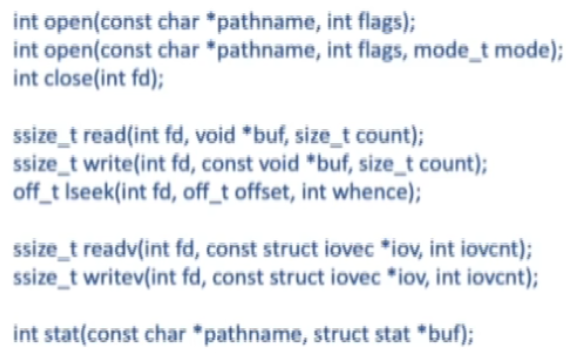 int open(const char *pathname, int flags);
int open(const char *pathname, int flags, mode_t mode);
int close(int fd);
ssize_t read(int fd, void *buf, size_t count);
ssize_t write(int fd, const void *buf, size_t count);
off_t lseek(int fd, off_t offset, int whence);
ssize_t readv(int fd, const struct iovec *iov, int iovcnt);
ssize_t writev(int fd, const struct iovec *iov, int iovcnt);
int stat(const char *pathname, struct stat *buf);